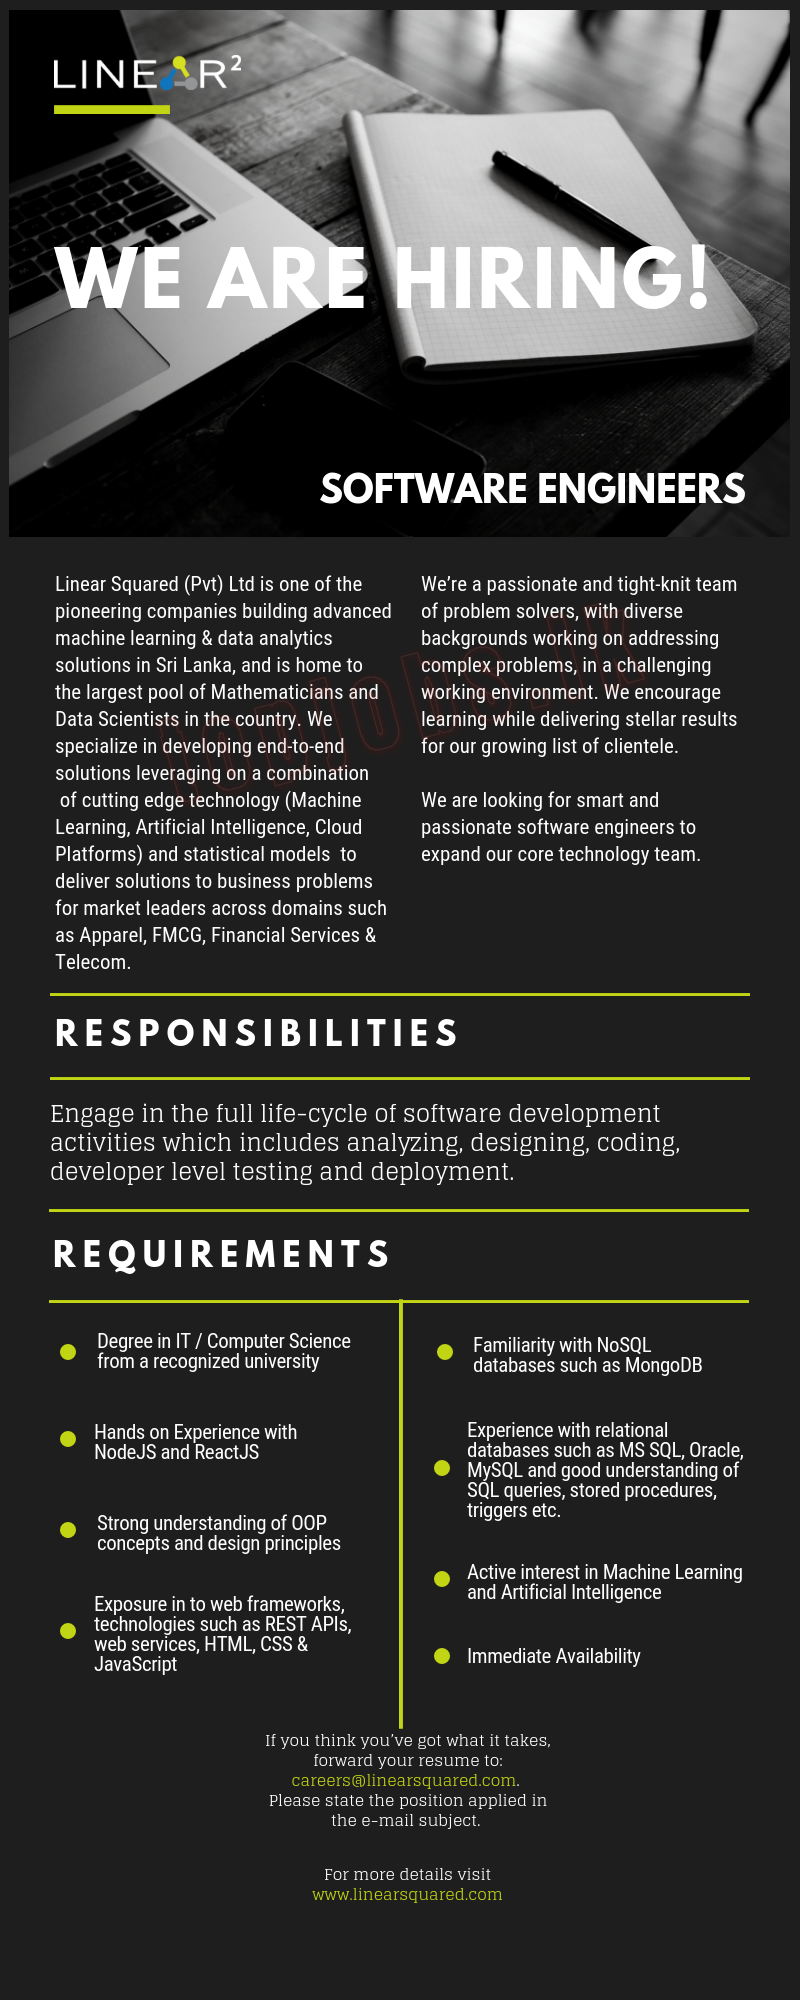 LINEAR²
WE ARE HIRING!
SOFTWARE ENGINEERS
Linear Squared (Pvt) Ltd is one of the
pioneering companies building advanced
machine learning & data analytics
solutions in Sri Lanka, and is home to
the largest pool of Mathematicians and
Data Scientists in the country. We
specialize in developing end-to-end
solutions leveraging on a combination
of cutting edge technology (Machine
Learning, Artificial Intelligence, Cloud
Platforms) and statistical models  to
deliver solutions to business problems
for market leaders across domains such
as Apparel, FMCG, Financial Services &
Telecom.
We’re a passionate and tight-knit team
of problem solvers, with diverse
backgrounds working on addressing
complex problems, in a challenging
working environment. We encourage
learning while delivering stellar results
for our growing list of clientele.
We are looking for smart and
passionate software engineers to
expand our core technology team.
RESPONSIBILITIES
Engage in the full life-cycle of software development
activities which includes analyzing, designing, coding,
developer level testing and deployment.
REQUIREMENTS
Degree in IT / Computer Science
from a recognized university
Hands on Experience with
NodeJS and ReactJS
Strong understanding of OOP
concepts and design principles
Exposure in to web frameworks,
technologies such as REST APIs,
web services, HTML, CSS &
JavaScript
Familiarity with NoSQL
databases such as MongoDB
Experience with relational
databases such as MS SQL, Oracle,
MySQL and good understanding of
SQL queries, stored procedures,
triggers etc.
Active interest in Machine Learning
and Artificial Intelligence
Immediate Availability
If you think you’ve got what it takes,
forward your resume to:
careers@linearsquared.com.
Please state the position applied in
the e-mail subject.
For more details visit
www.linearsquared.com